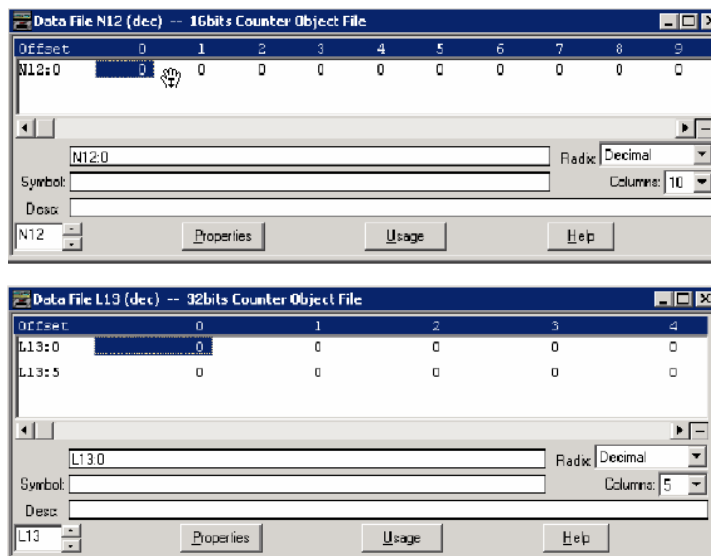 Data File N12 (dec) -- 16bits Counter Object File
Offset 0 1 2 3 4 5 6 7 8 9
N12:0 0 0 0 0 0 0 0 0 0 0
N12:0 Radix: Decimal
Symbol: Columns: 10
Desc:
N12 Properties Usage Help
Data File L13 (dec) -- 32bits Counter Object File
Offset 0 1 2 3 4
L13:0 0 0 0 0 0
L13:5 0 0 0 0 0
L13:0 Radix: Decimal
Symbol: Columns: 5
Desc:
L13 Properties Usage Help